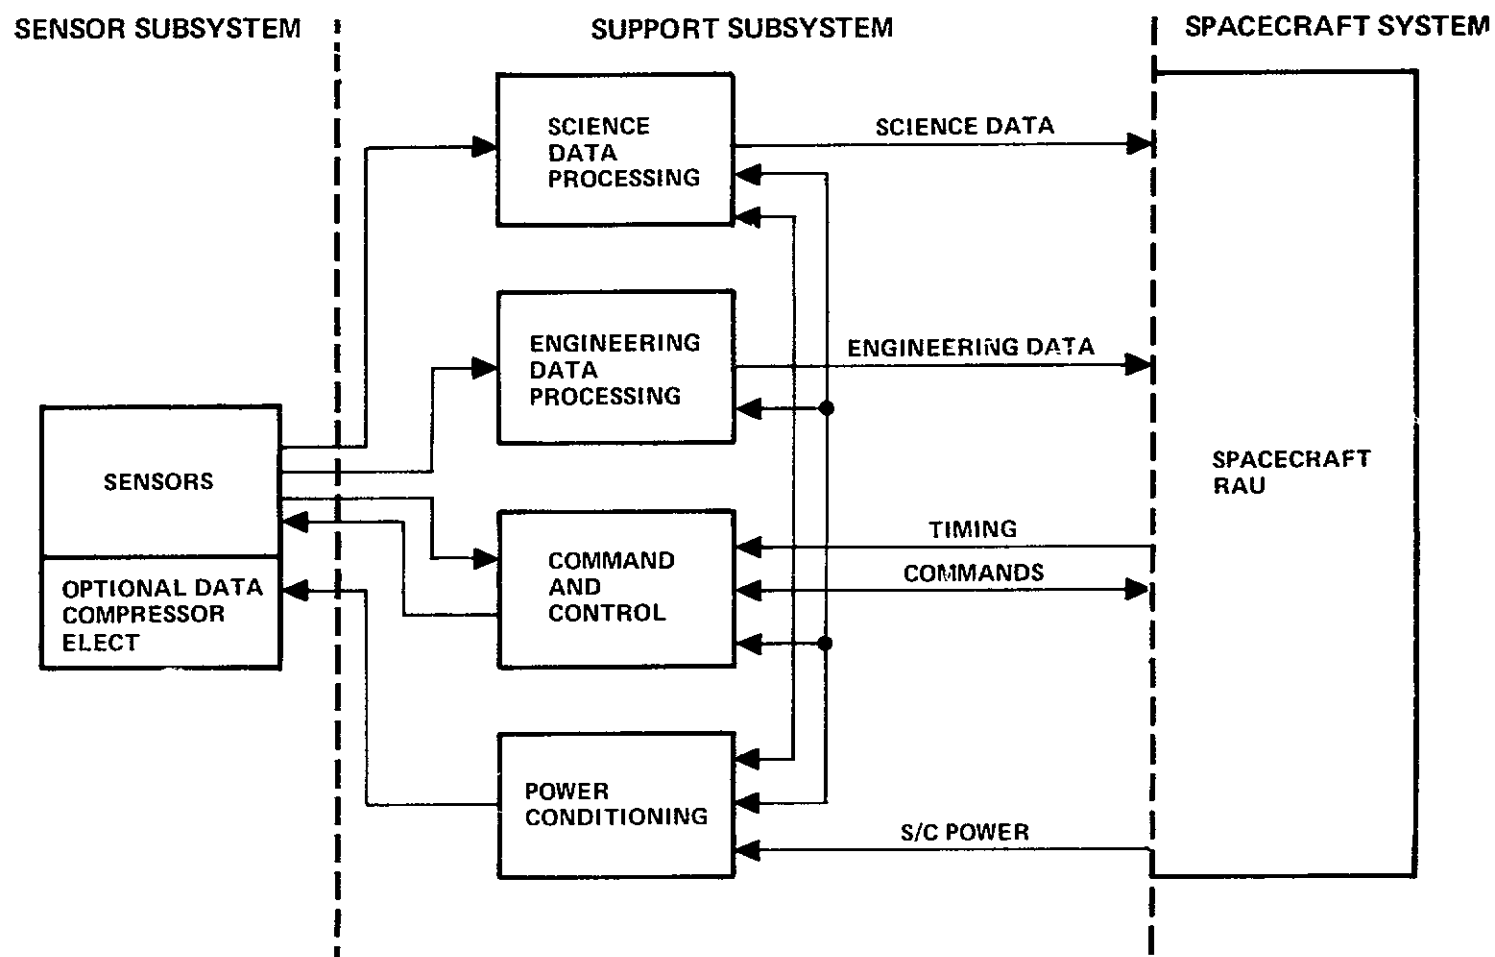 SENSOR SUBSYSTEM
SUPPORT SUBSYSTEM
SPACECRAFT SYSTEM
SCIENCE
DATA
PROCESSING
SCIENCE DATA
ENGINEERING
DATA
PROCESSING
ENGINEERING DATA
SENSORS
OPTIONAL DATA
COMPRESSOR
ELECT
COMMAND
AND
CONTROL
TIMING
COMMANDS
SPACECRAFT
RAU
POWER
CONDITIONING
S/C POWER